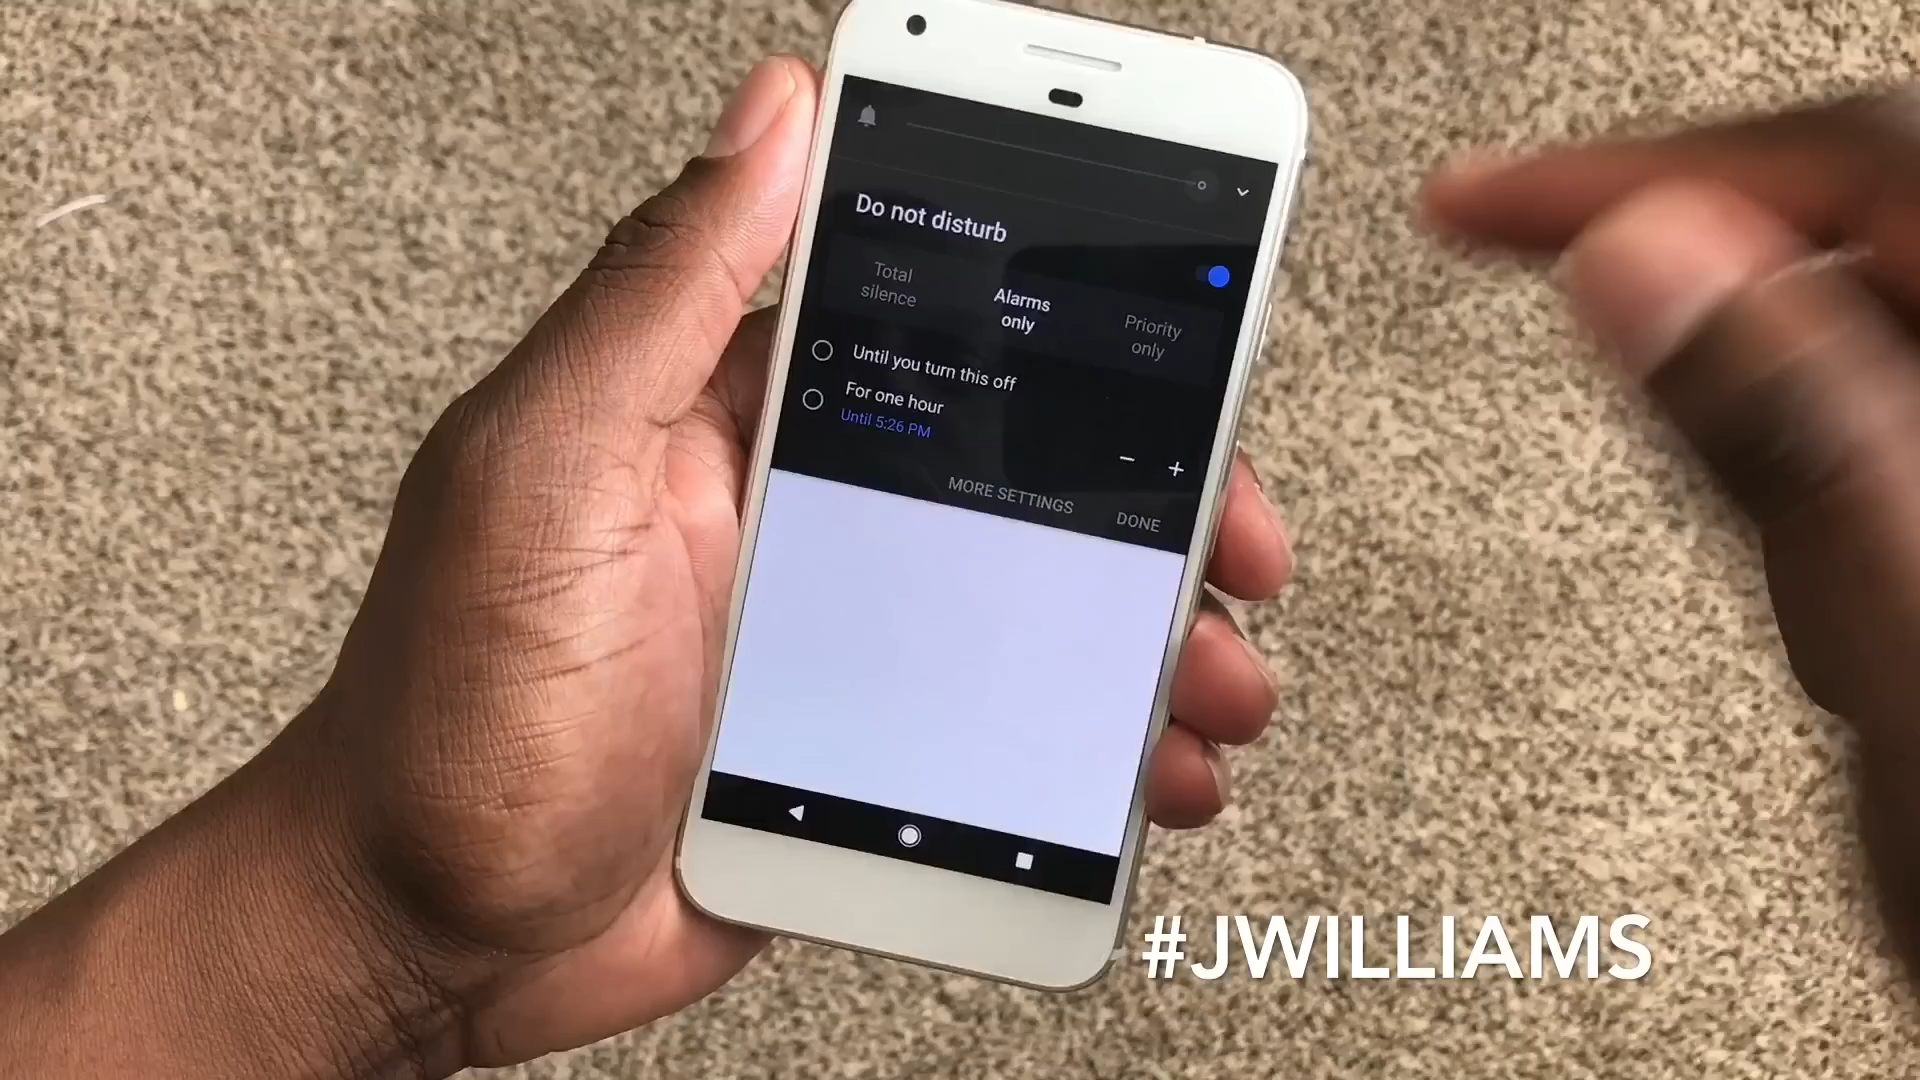 Do not disturb
Total
silence
Alarms
only
Priority
only
Until you turn this off
For one hour
Until 5:26 PM
MORE SETTINGS
DONE
#JWILLIAMS